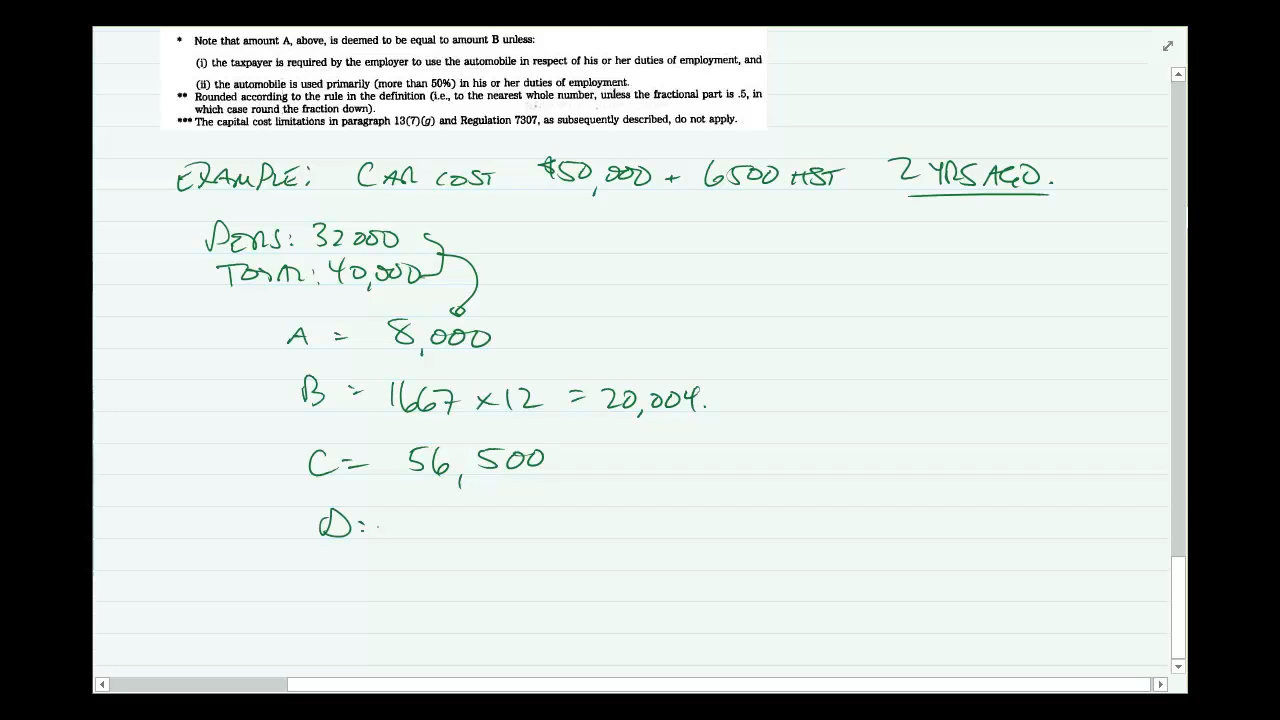 * Note that amount A, above, is deemed to be equal to amount B unless:
(i) the taxpayer is required by the employer to use the automobile in respect of his or her duties of employment, and
(ii) the automobile is used primarily (more than 50%) in his or her duties of employment.
** Rounded according to the rule in the definition (i.e., to the nearest whole number, unless the fractional part is .5, in
which case round the fraction down).
*** The capital cost limitations in paragraph 13(7)(g) and Regulation 7307, as subsequently described, do not apply.
EXAMPLE: CAR COST $50,000 + 6500 HST 2 YRS AGO.
PERS: 32000
TOTAL: 40,000
A = 8,000
B = 1667 x 12 = 20,004.
C = 56,500
D =